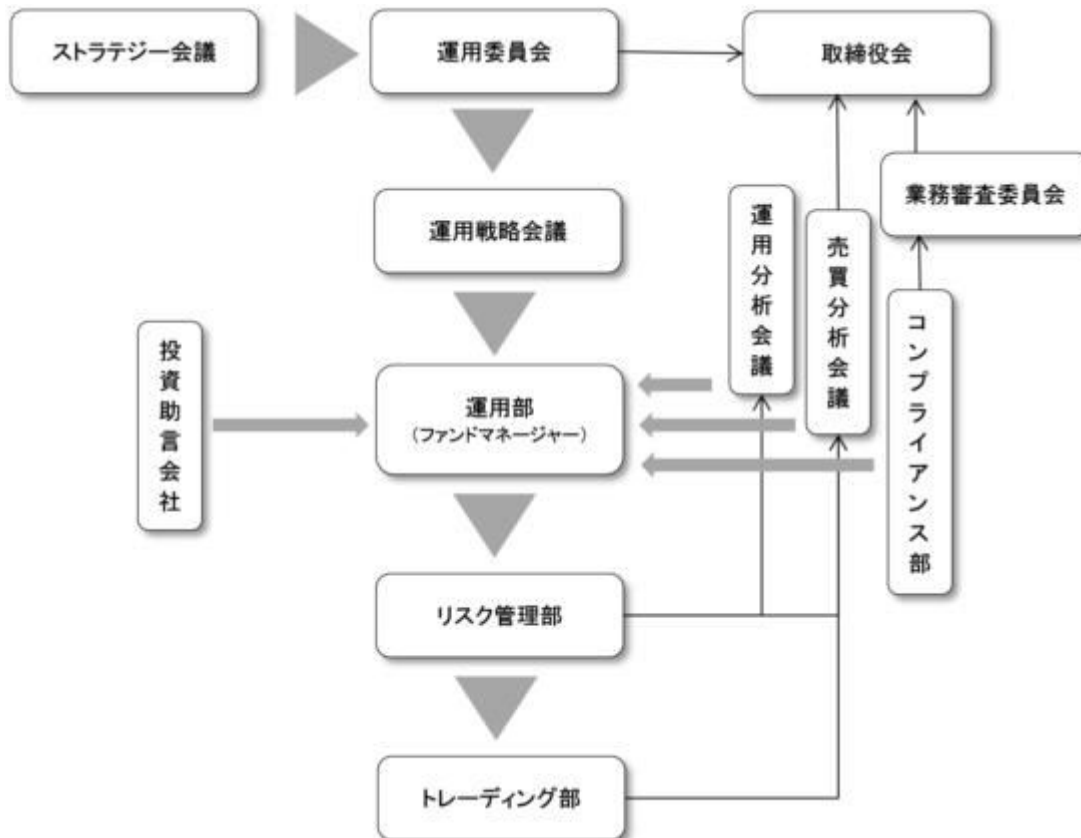 ストラテジー会議
運用委員会
取締役会
業務審査委員会
運用戦略会議
運用分析会議
売買分析会議
コンプライアンス部
投資助言会社
運用部
(ファンドマネージャー)
リスク管理部
トレーディング部